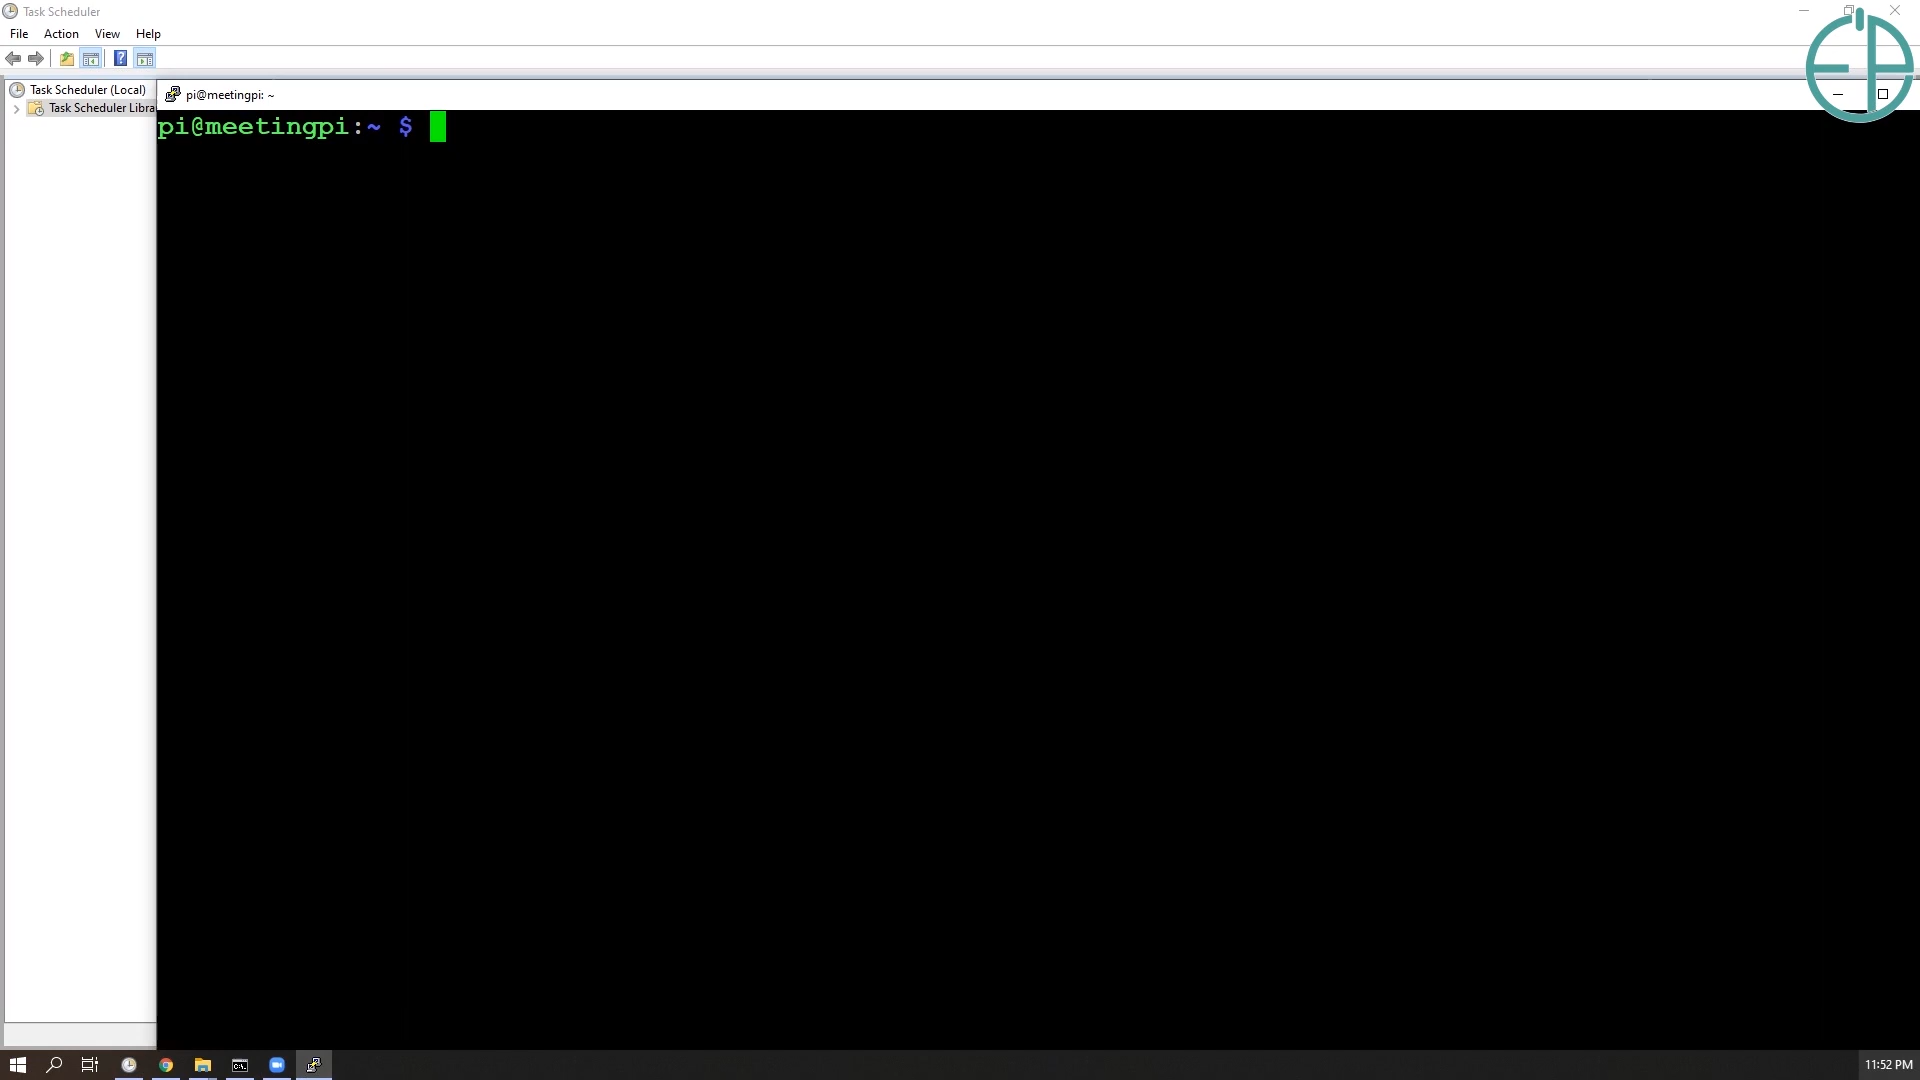 Task Scheduler
File Action View Help
Task Scheduler (Local)
Task Scheduler Libra
pi@meetingpi: ~
pi@meetingpi:~ $
11:52 PM